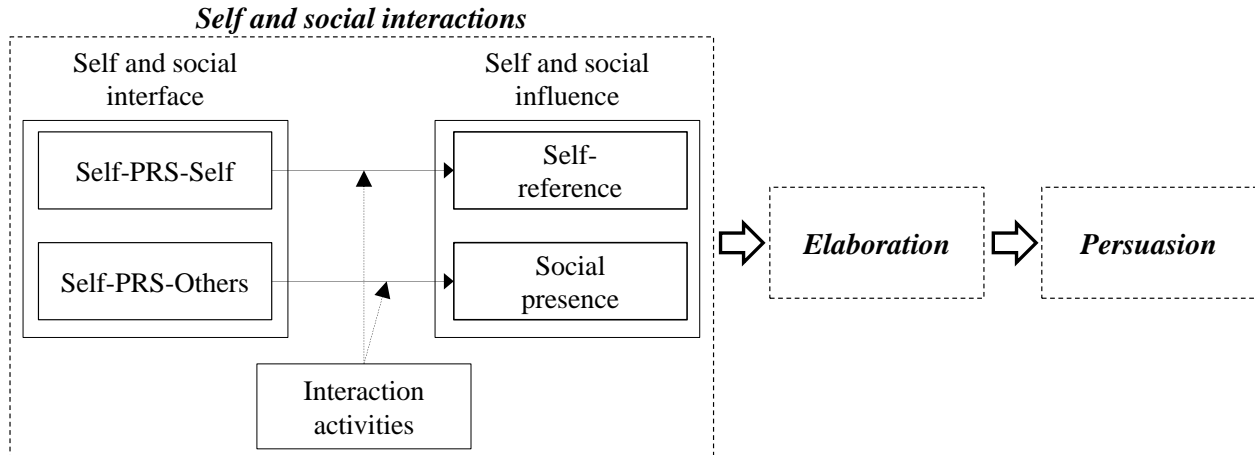 Self and social interactions
Self and social
interface
Self-PRS-Self
Self-PRS-Others
Self and social
influence
Self-
reference
Social
presence
Interaction
activities
Elaboration
Persuasion